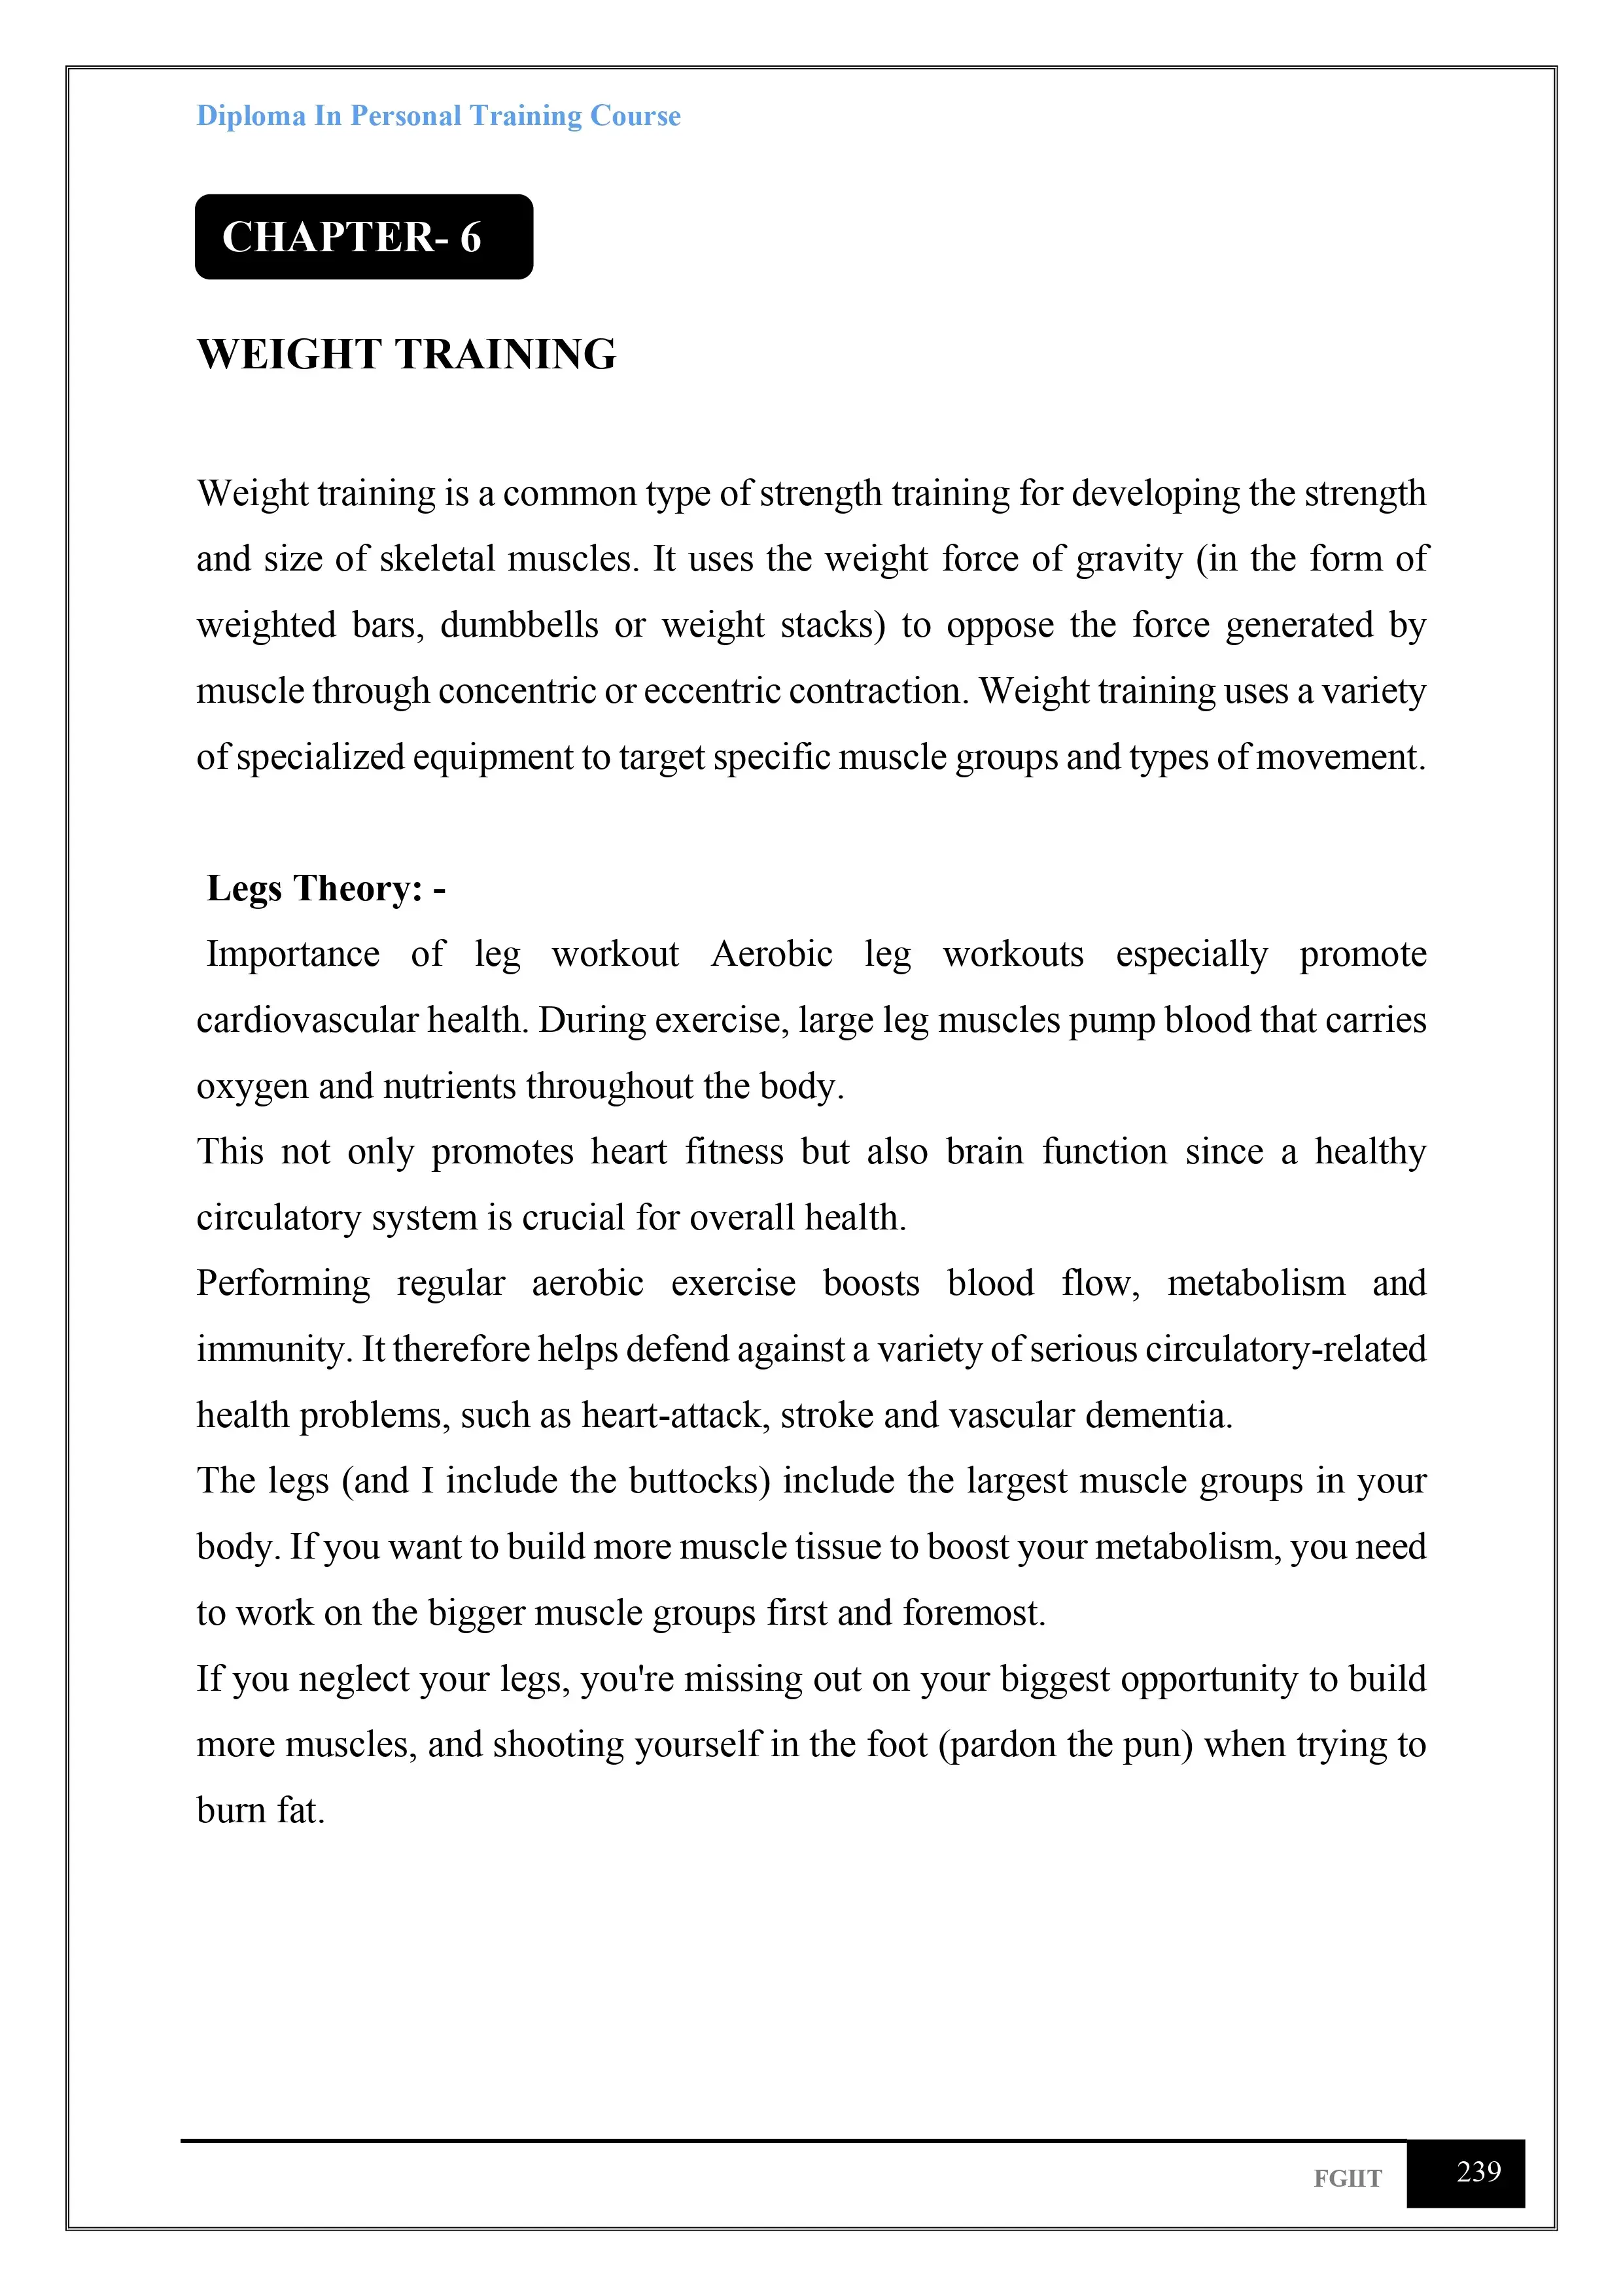 Diploma In Personal Training Course
CHAPTER- 6
WEIGHT TRAINING
Weight training is a common type of strength training for developing the strength
and size of skeletal muscles. It uses the weight force of gravity (in the form of
weighted bars, dumbbells or weight stacks) to oppose the force generated by
muscle through concentric or eccentric contraction. Weight training uses a variety
of specialized equipment to target specific muscle groups and types of movement.
Legs Theory: -
Importance of leg workout Aerobic leg workouts especially promote
cardiovascular health. During exercise, large leg muscles pump blood that carries
oxygen and nutrients throughout the body.
This not only promotes heart fitness but also brain function since a healthy
circulatory system is crucial for overall health.
Performing regular aerobic exercise boosts blood flow, metabolism and
immunity. It therefore helps defend against a variety of serious circulatory-related
health problems, such as heart-attack, stroke and vascular dementia.
The legs (and I include the buttocks) include the largest muscle groups in your
body. If you want to build more muscle tissue to boost your metabolism, you need
to work on the bigger muscle groups first and foremost.
If you neglect your legs, you're missing out on your biggest opportunity to build
more muscles, and shooting yourself in the foot (pardon the pun) when trying to
burn fat.
FGIIT 239